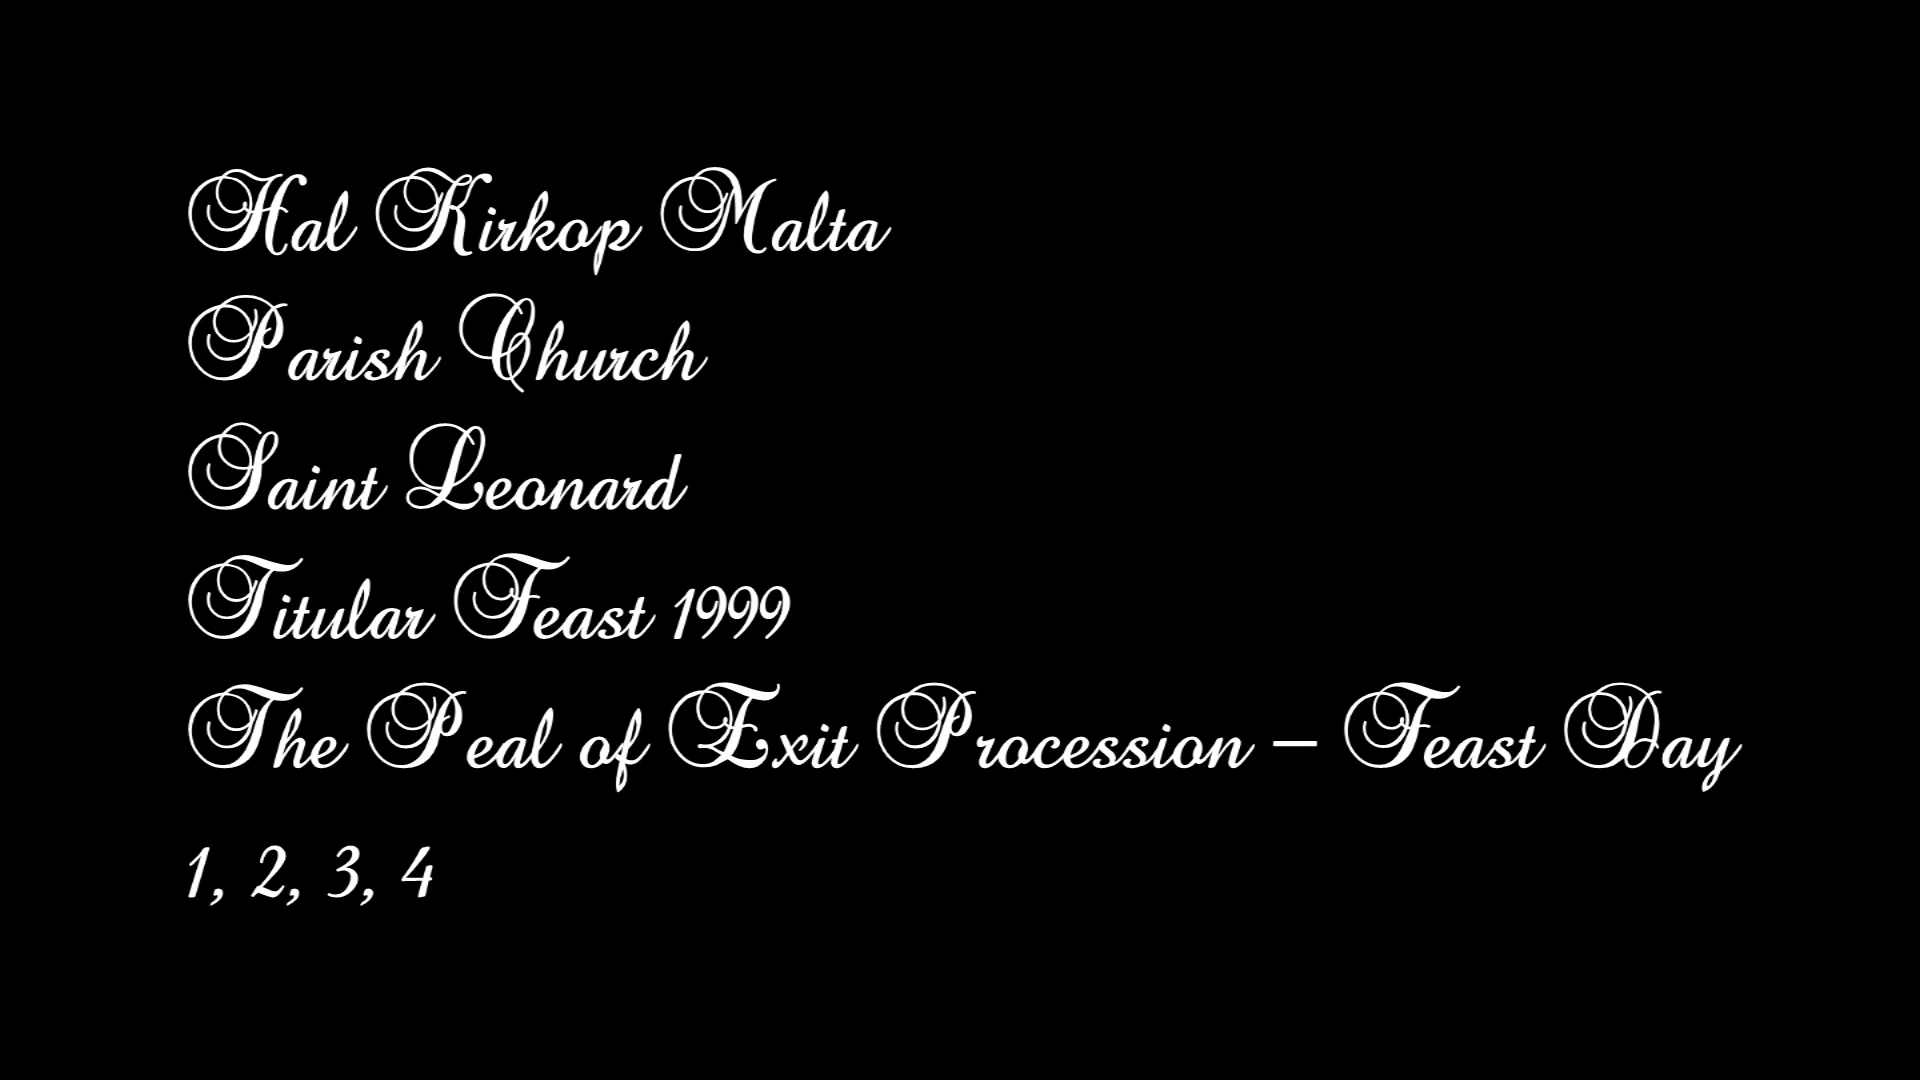 Hal Kirkop Malta
Parish Church
Saint Leonard
Titular Feast 1999
The Peal of Exit Procession – Feast Day
1, 2, 3, 4